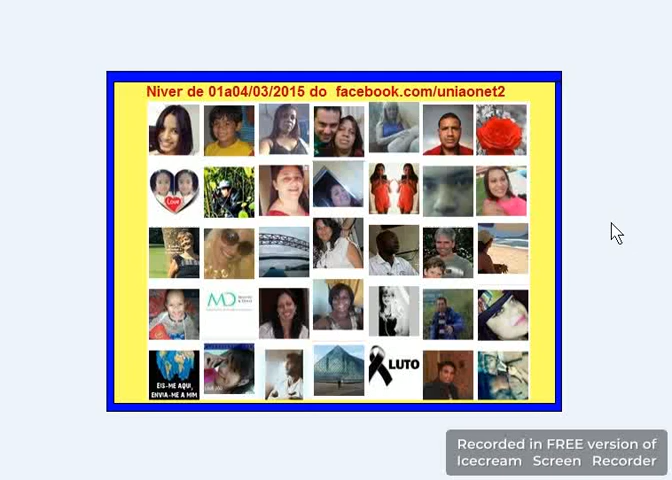 Niver de 01a04/03/2015 do facebook.com/uniaonet2
Love
MD
EIS-ME AQUI,
ENVIA-ME A MIM
LUTO
Recorded in FREE version of
Icecream Screen Recorder